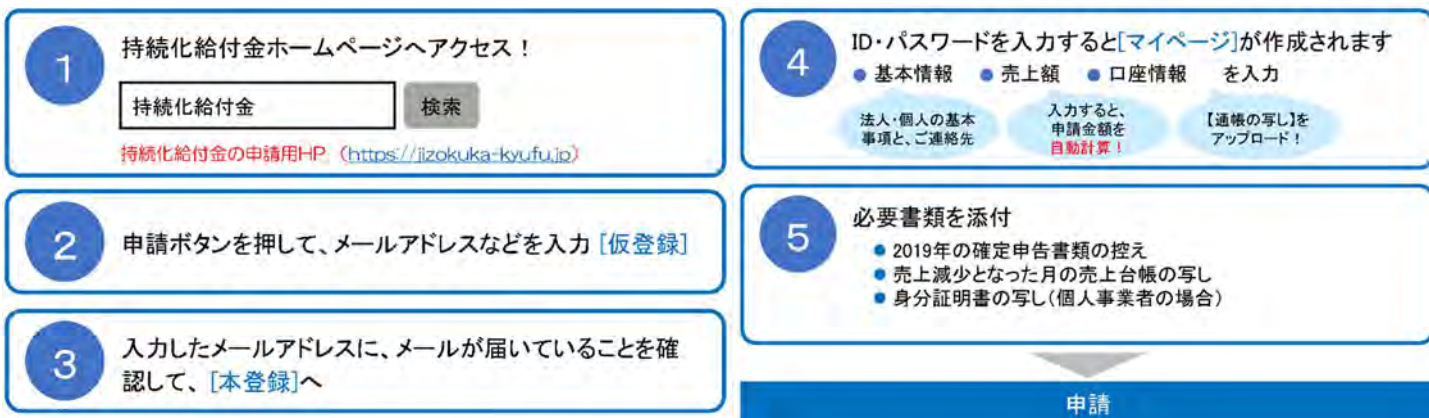 1
持続化給付金ホームページへアクセス！
持続化給付金
検索
持続化給付金の申請用HP （https://jizokuka-kyufu.jp）
2
申請ボタンを押して、メールアドレスなどを入力 [仮登録]
3
入力したメールアドレスに、メールが届いていることを確
認して、[本登録]へ
4
ID・パスワードを入力すると[マイページ]が作成されます
● 基本情報 ● 売上額 ● 口座情報 を入力
法人・個人の基本
事項と、ご連絡先
入力すると、
申請金額を
自動計算！
【通帳の写し】を
アップロード！
5
必要書類を添付
● 2019年の確定申告書類の控え
● 売上減少となった月の売上台帳の写し
● 身分証明書の写し（個人事業者の場合）
申請